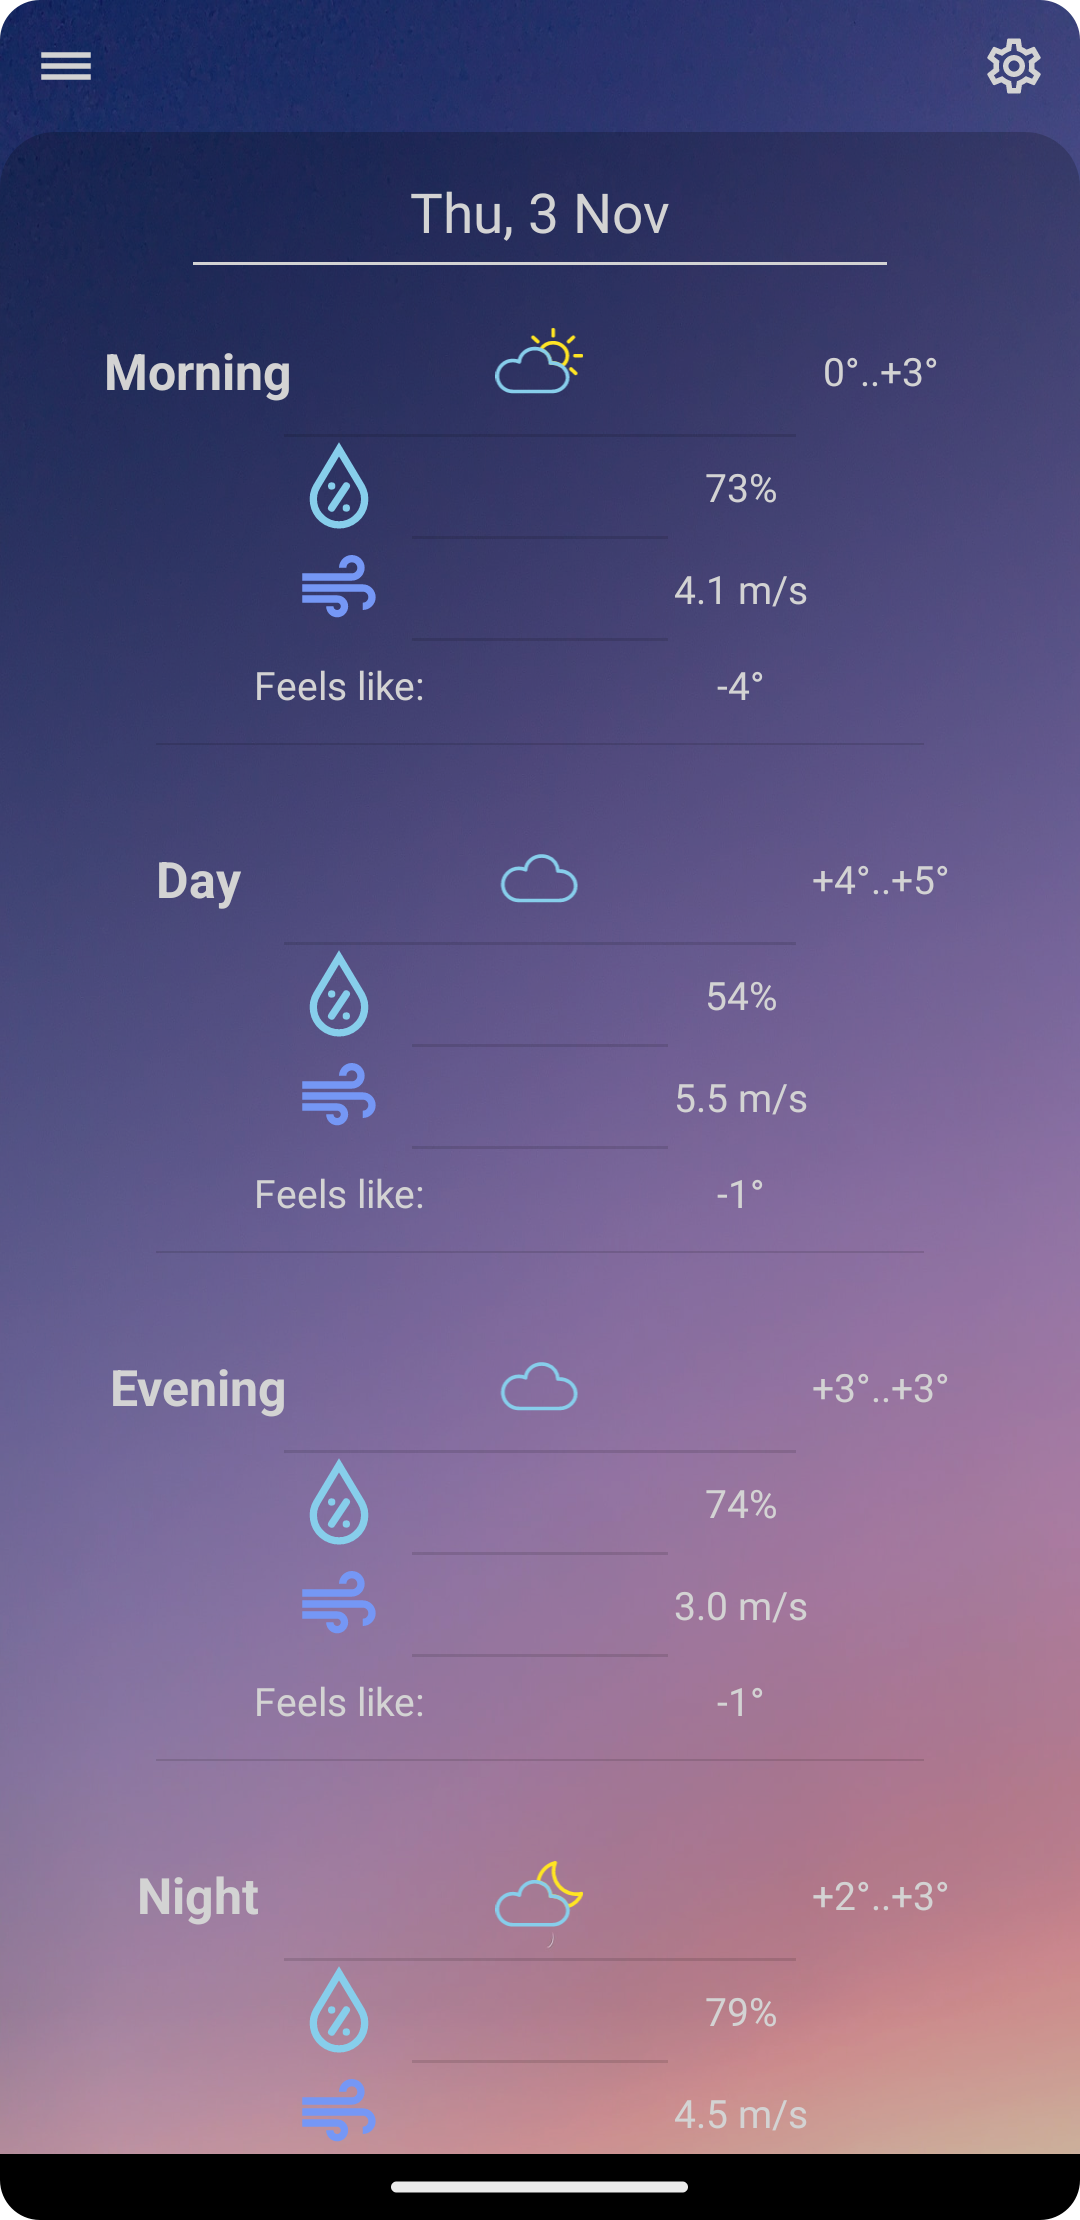 Thu, 3 Nov
Morning 0°..+3°
73%
4.1 m/s
Feels like: -4°
Day +4°..+5°
54%
5.5 m/s
Feels like: -1°
Evening +3°..+3°
74%
3.0 m/s
Feels like: -1°
Night +2°..+3°
79%
4.5 m/s